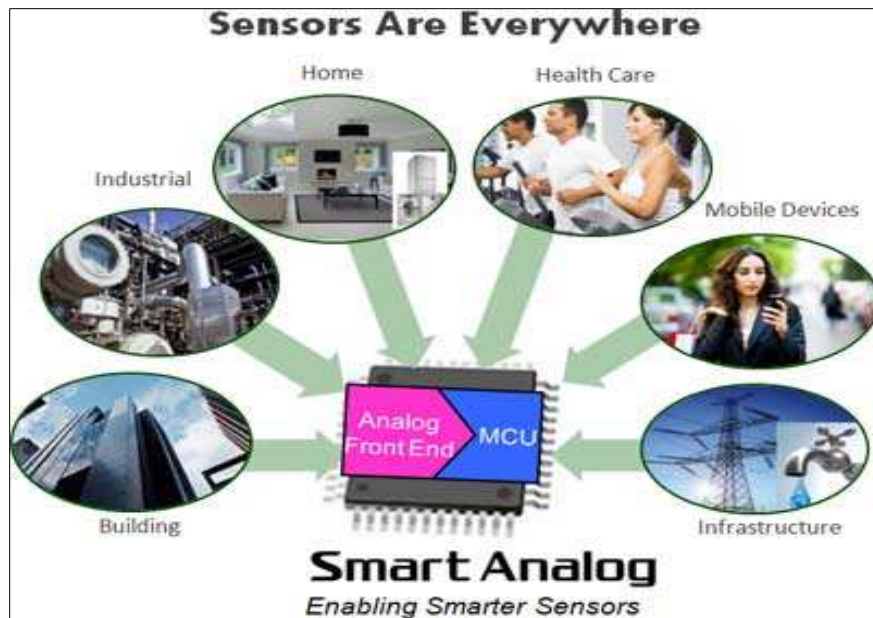 Sensors Are Everywhere
Home
Health Care
Industrial
Mobile Devices
Analog
Front End
MCU
Building
Infrastructure
Smart Analog
Enabling Smarter Sensors